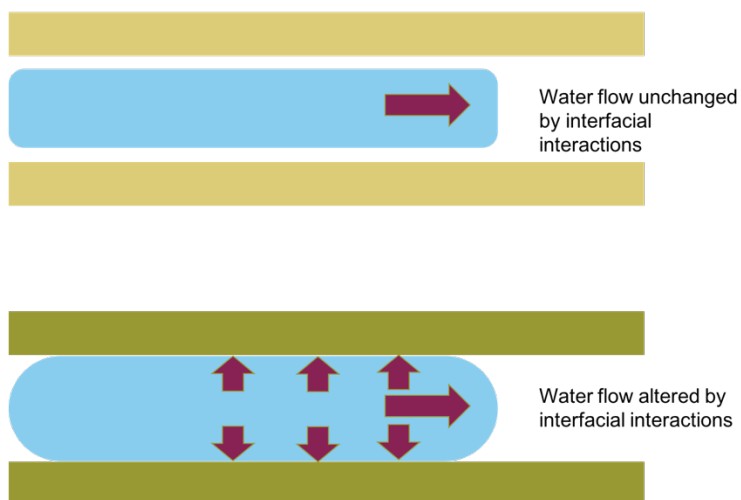 Water flow unchanged
by interfacial
interactions
Water flow altered by
interfacial interactions